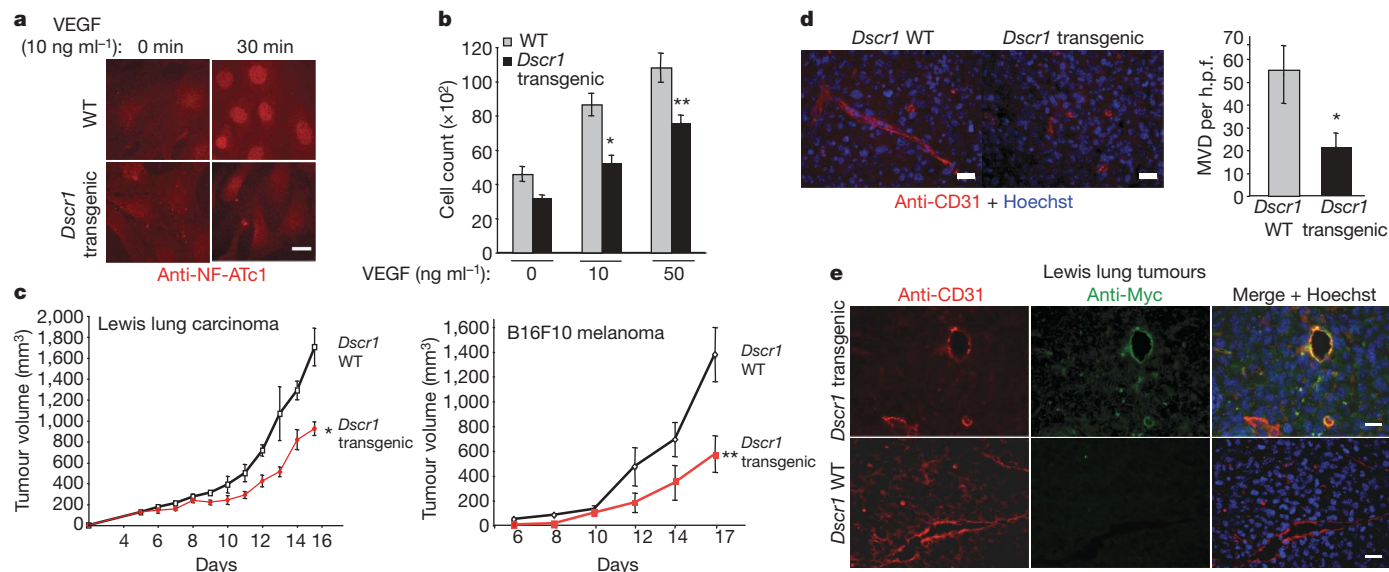 a
VEGF
(10 ng ml⁻¹): 0 min 30 min
WT
Dscr1
transgenic
Anti-NF-ATc1
b
WT
Dscr1
transgenic
Cell count (×10²)
120
100
80
60
40
20
0
*
**
VEGF (ng ml⁻¹): 0 10 50
c
Lewis lung carcinoma
Tumour volume (mm³)
2,000
1,800
1,600
1,400
1,200
1,000
800
600
400
200
0
Dscr1
WT
* Dscr1
transgenic
4 6 8 10 12 14 16
Days
B16F10 melanoma
Tumour volume (mm³)
1,600
1,400
1,200
1,000
800
600
400
200
0
Dscr1
WT
Dscr1
** transgenic
6 8 10 12 14 17
Days
d
Dscr1 WT Dscr1 transgenic
Anti-CD31 + Hoechst
MVD per h.p.f.
70
60
50
40
30
20
10
0
*
Dscr1 Dscr1
WT transgenic
e
Lewis lung tumours
Anti-CD31 Anti-Myc Merge + Hoechst
Dscr1 transgenic
Dscr1 WT